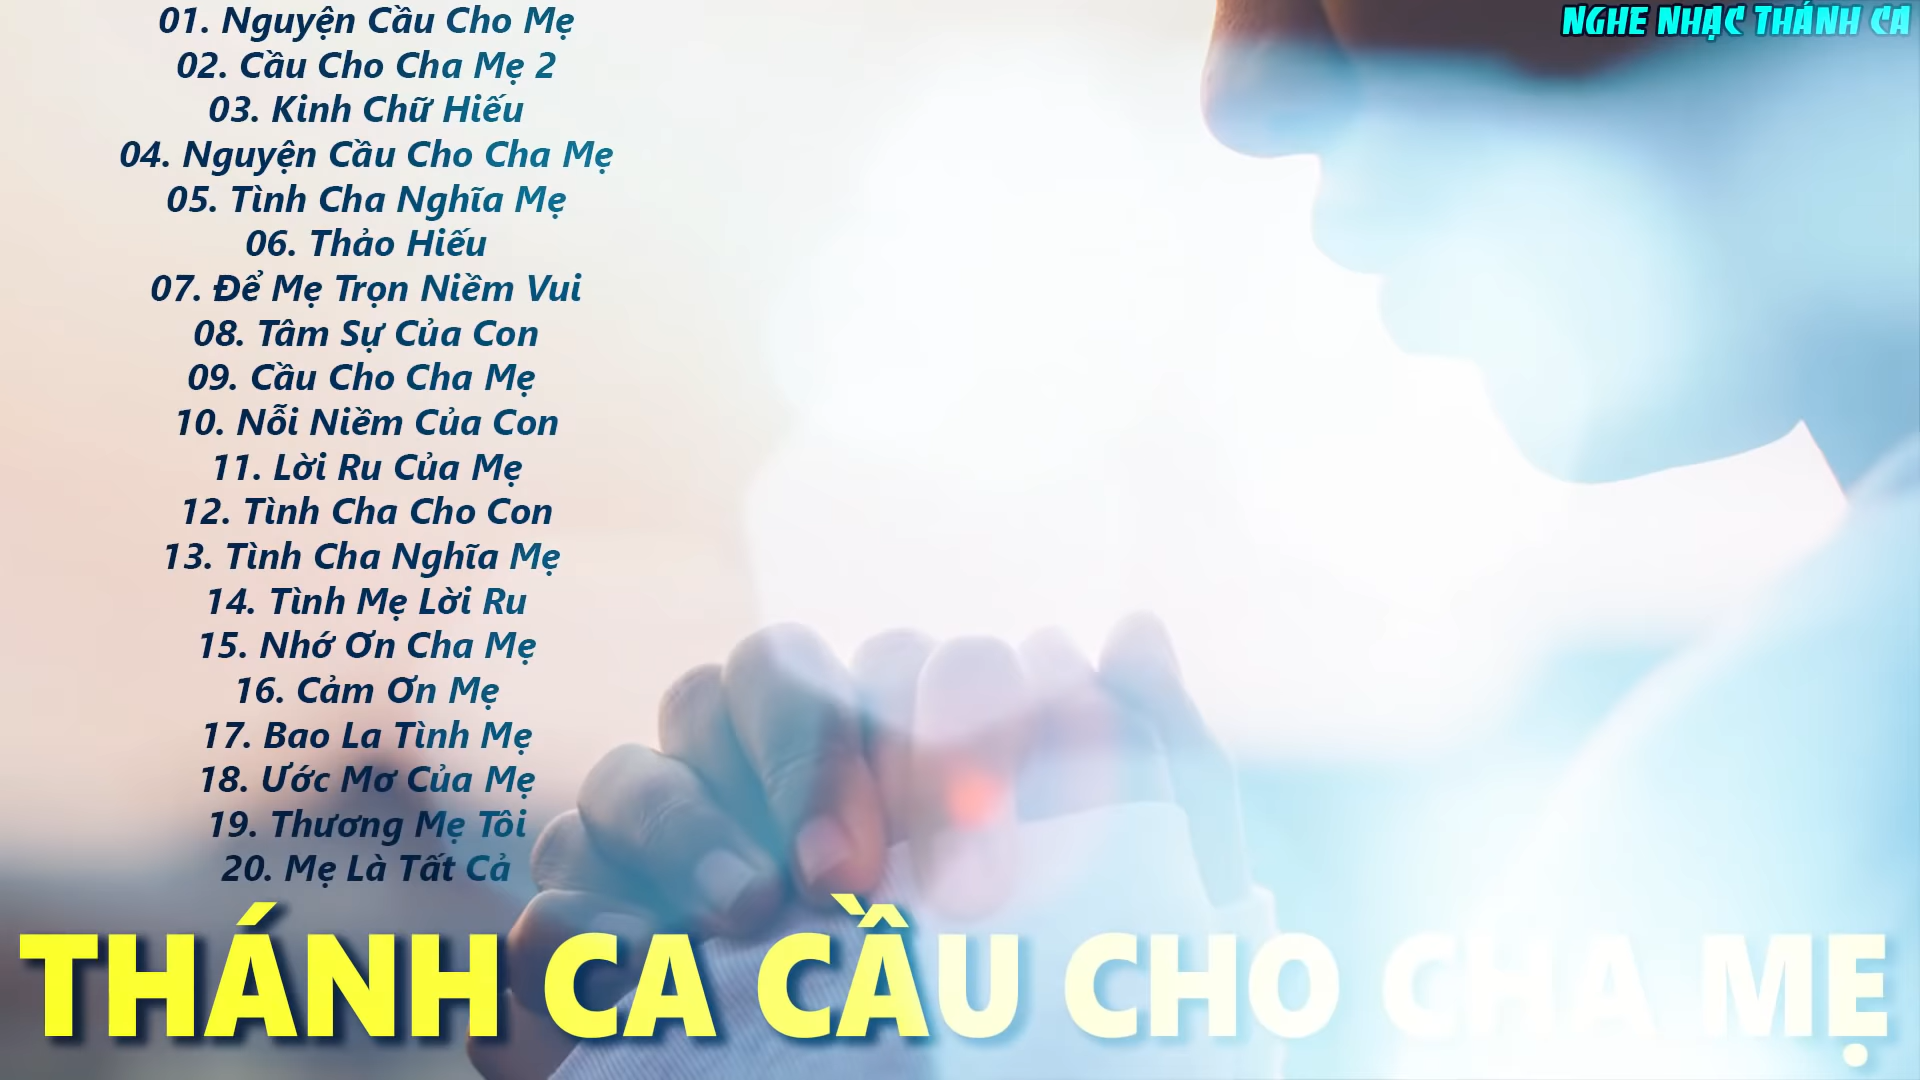 NGHE NHẠC THÁNH CA
01. Nguyện Cầu Cho Mẹ
02. Cầu Cho Cha Mẹ 2
03. Kinh Chữ Hiếu
04. Nguyện Cầu Cho Cha Mẹ
05. Tình Cha Nghĩa Mẹ
06. Thảo Hiếu
07. Để Mẹ Trọn Niềm Vui
08. Tâm Sự Của Con
09. Cầu Cho Cha Mẹ
10. Nỗi Niềm Của Con
11. Lời Ru Của Mẹ
12. Tình Cha Cho Con
13. Tình Cha Nghĩa Mẹ
14. Tình Mẹ Lời Ru
15. Nhớ Ơn Cha Mẹ
16. Cảm Ơn Mẹ
17. Bao La Tình Mẹ
18. Ước Mơ Của Mẹ
19. Thương Mẹ Tôi
20. Mẹ Là Tất Cả
THÁNH CA CẦU CHO CHA MẸ